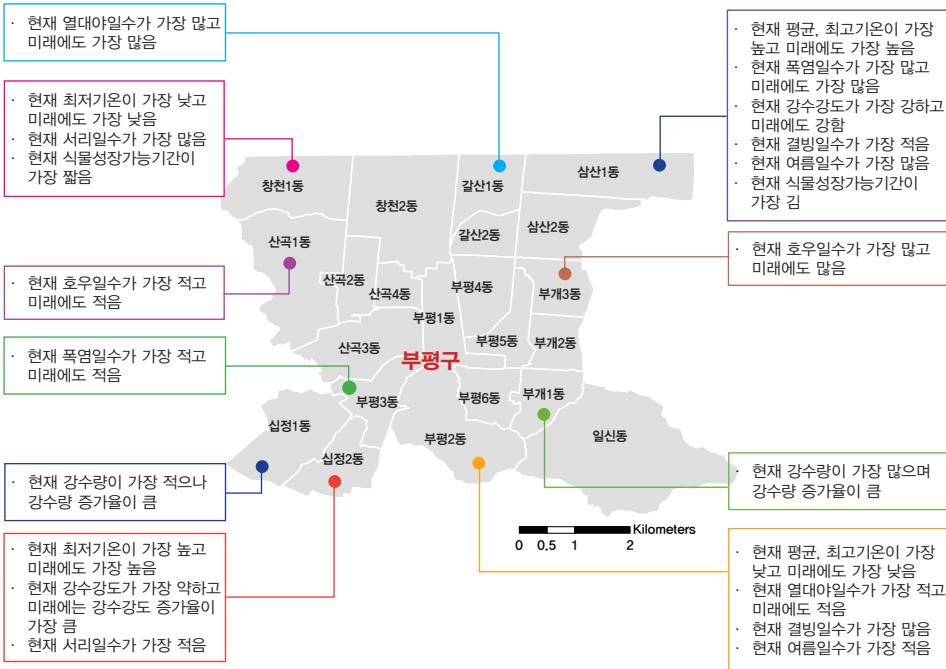 · 현재 열대야일수가 가장 많고
미래에도 가장 많음
· 현재 최저기온이 가장 낮고
미래에도 가장 낮음
· 현재 서리일수가 가장 많음
· 현재 식물성장가능기간이
가장 짧음
· 현재 호우일수가 가장 적고
미래에도 적음
· 현재 폭염일수가 가장 적고
미래에도 적음
· 현재 강수량이 가장 적으나
강수량 증가율이 큼
· 현재 최저기온이 가장 높고
미래에도 가장 높음
· 현재 강수강도가 가장 약하고
미래에는 강수강도 증가율이
가장 큼
· 현재 서리일수가 가장 적음
창천1동
창천2동
갈산1동
삼산1동
갈산2동
삼산2동
산곡1동
산곡2동
산곡4동
부평4동
부개3동
부평1동
산곡3동
부평5동
부개2동
부평구
부평3동
부평6동
부개1동
십정1동
부평2동
일신동
십정2동
Kilometers
0 0.5 1 2
· 현재 평균, 최고기온이 가장
높고 미래에도 가장 높음
· 현재 폭염일수가 가장 많고
미래에도 가장 많음
· 현재 강수강도가 가장 강하고
미래에도 강함
· 현재 결빙일수가 가장 적음
· 현재 여름일수가 가장 많음
· 현재 식물성장가능기간이
가장 김
· 현재 호우일수가 가장 많고
미래에도 많음
· 현재 강수량이 가장 많으며
강수량 증가율이 큼
· 현재 평균, 최고기온이 가장
낮고 미래에도 가장 낮음
· 현재 열대야일수가 가장 적고
미래에도 적음
· 현재 결빙일수가 가장 많음
· 현재 여름일수가 가장 적음